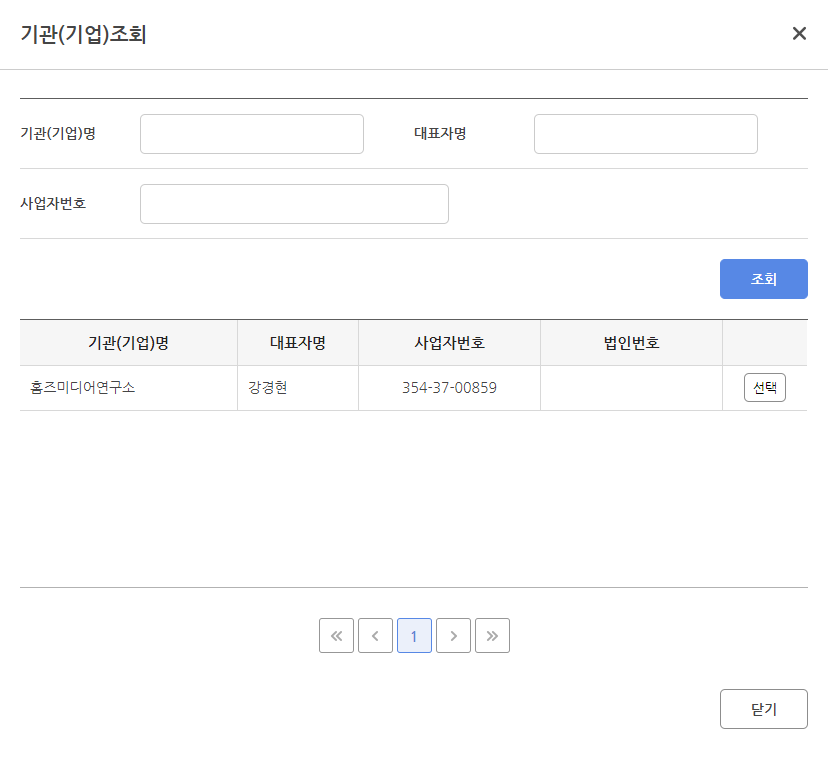 기관(기업)조회
기관(기업)명 대표자명
사업자번호
조회
기관(기업)명 대표자명 사업자번호 법인번호
홈즈미디어연구소 강경현 354-37-00859 선택
1
닫기